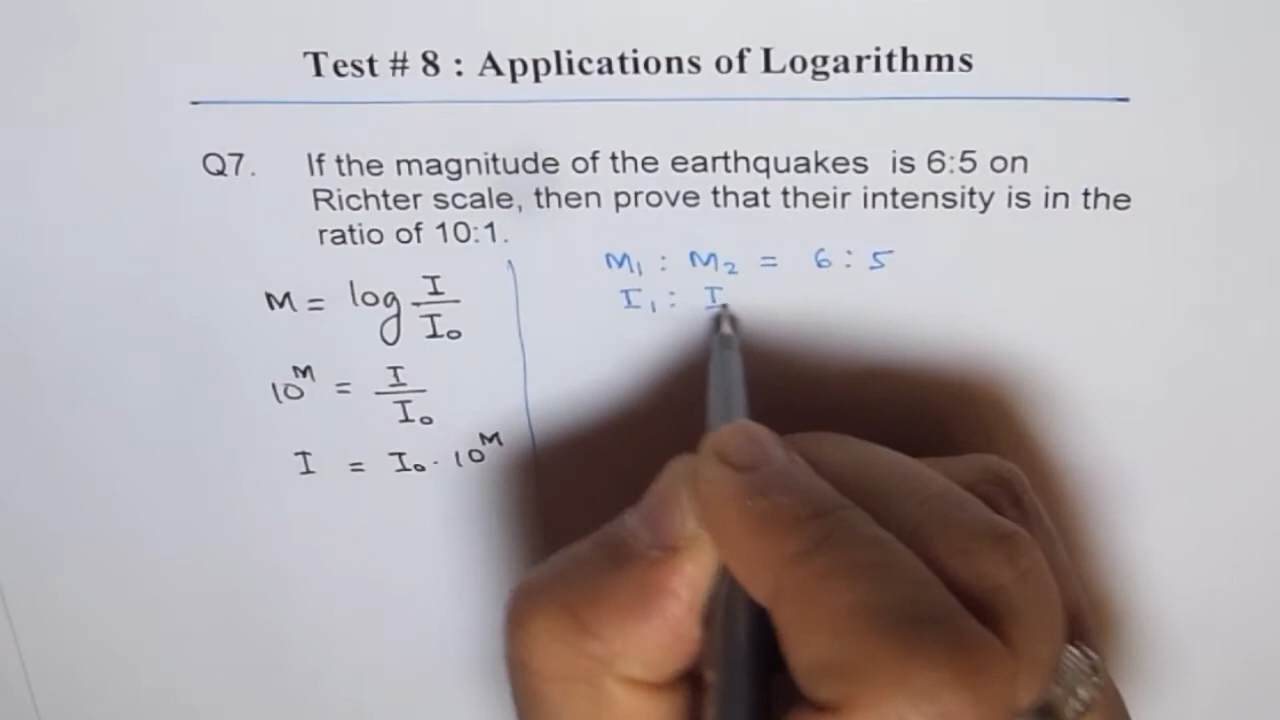 Test # 8 : Applications of Logarithms
Q7. If the magnitude of the earthquakes is 6:5 on
Richter scale, then prove that their intensity is in the
ratio of 10:1.
M = log I/I₀
10^M = I/I₀
I = I₀ · 10^M
M₁ : M₂ = 6 : 5
I₁ : I